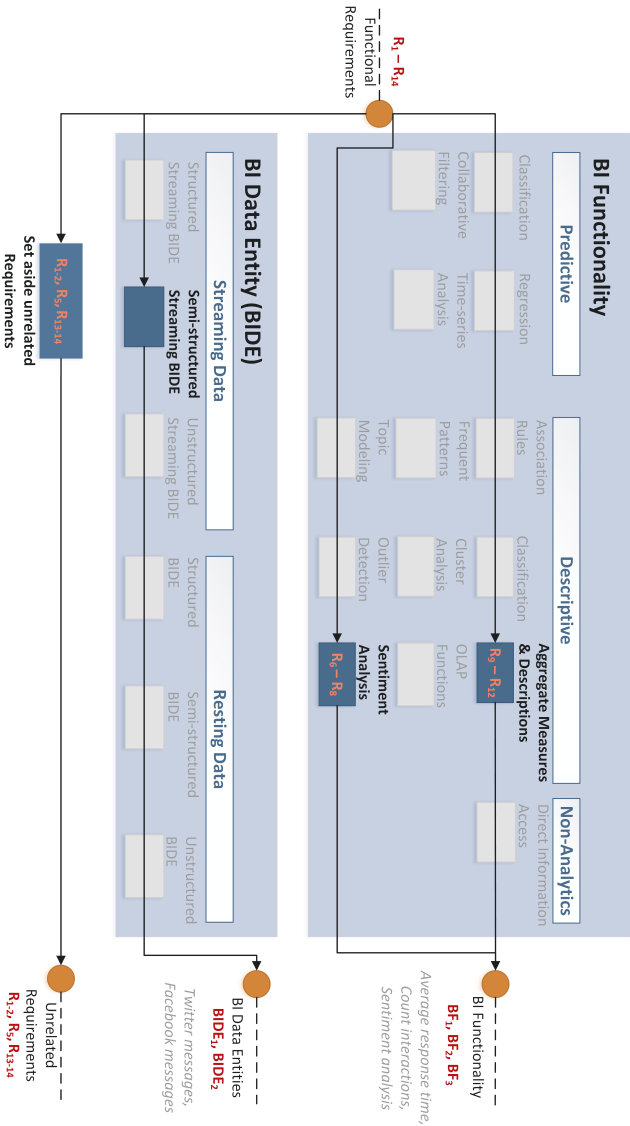 R1 – R14
Functional
Requirements
BI Functionality
Predictive
Classification
Regression
Collaborative
Filtering
Time-series
Analysis
Descriptive
Association
Rules
Classification
Aggregate Measures
& Descriptions
R9 – R12
Frequent
Patterns
Cluster
Analysis
OLAP
Functions
Topic
Modeling
Outlier
Detection
Sentiment
Analysis
R6 – R8
Non-Analytics
Direct Information
Access
BI Functionality
BF1, BF2, BF3
Average response time,
Count interactions,
Sentiment analysis
BI Data Entity (BIDE)
Streaming Data
Structured
Streaming BIDE
Semi-structured
Streaming BIDE
Unstructured
Streaming BIDE
Resting Data
Structured
BIDE
Semi-structured
BIDE
Unstructured
BIDE
BI Data Entities
BIDE1, BIDE2
Twitter messages,
Facebook messages
R1-2, R5, R13-14
Set aside unrelated
Requirements
Unrelated
Requirements
R1-2, R5, R13-14